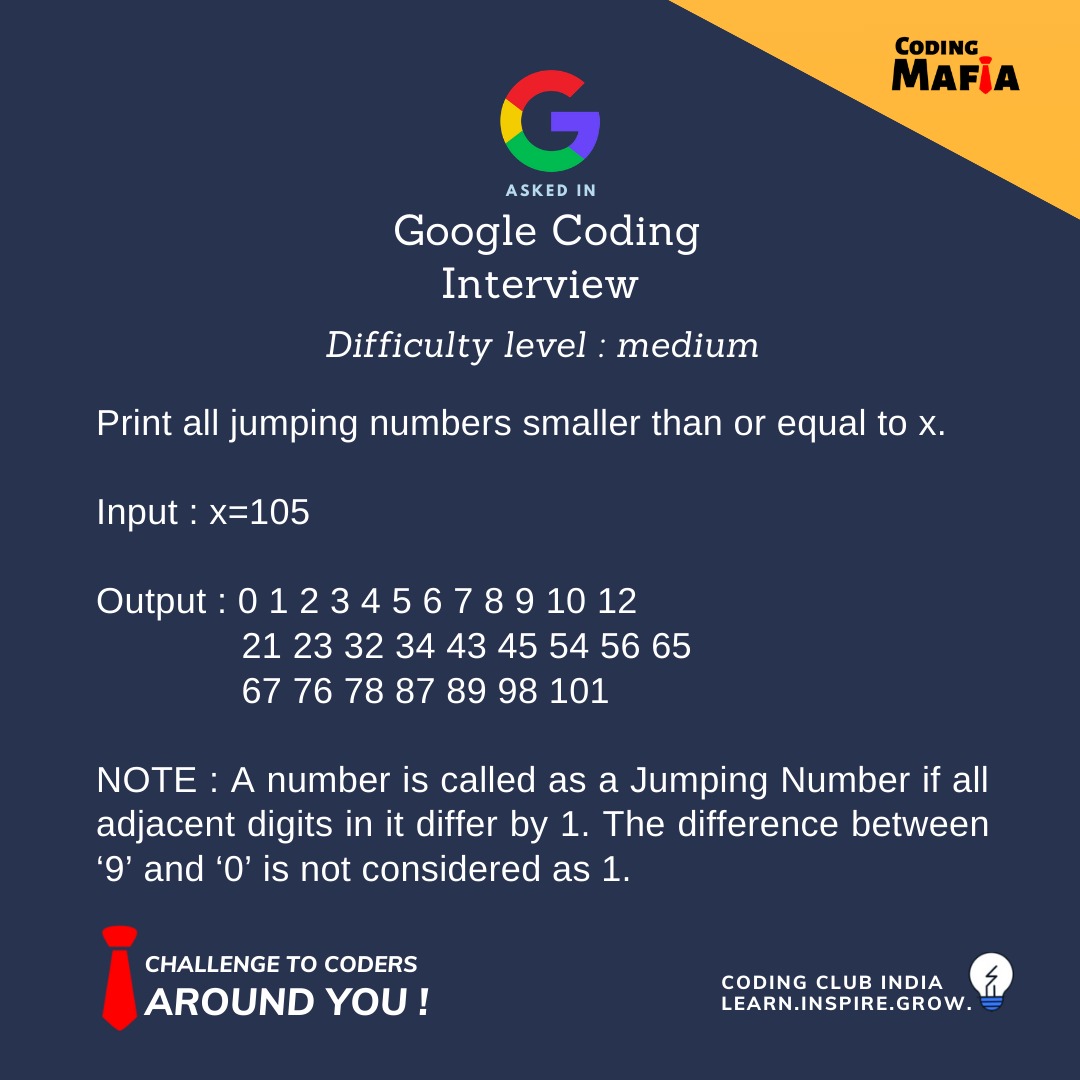 CODING
MAFIA
ASKED IN
Google Coding
Interview
Difficulty level : medium
Print all jumping numbers smaller than or equal to x.
Input : x=105
Output : 0 1 2 3 4 5 6 7 8 9 10 12
21 23 32 34 43 45 54 56 65
67 76 78 87 89 98 101
NOTE : A number is called as a Jumping Number if all
adjacent digits in it differ by 1. The difference between
‘9’ and ‘0’ is not considered as 1.
CHALLENGE TO CODERS
AROUND YOU !
CODING CLUB INDIA
LEARN.INSPIRE.GROW.